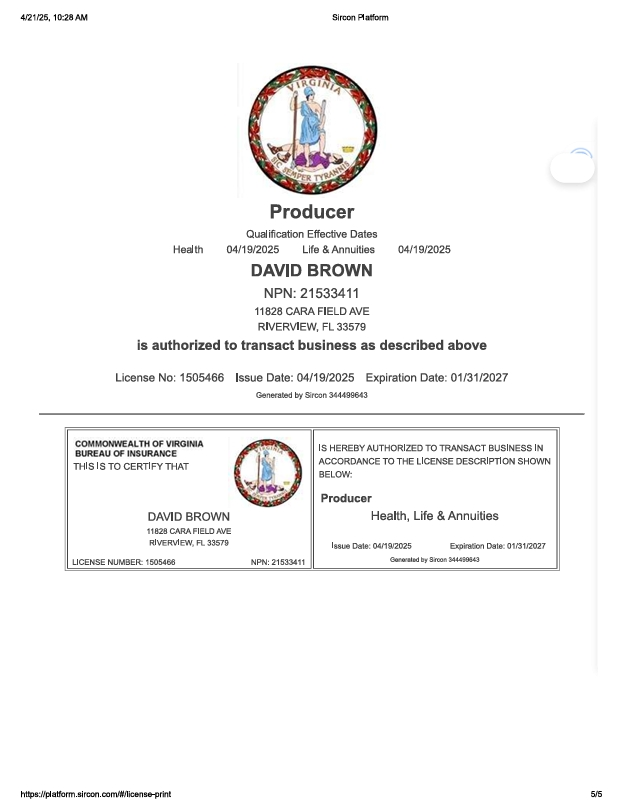 4/21/25, 10:28 AM Sircon Platform
VIRGINIA
SIC SEMPER TYRANNIS
Producer
Qualification Effective Dates
Health 04/19/2025 Life & Annuities 04/19/2025
DAVID BROWN
NPN: 21533411
11828 CARA FIELD AVE
RIVERVIEW, FL 33579
is authorized to transact business as described above
License No: 1505466 Issue Date: 04/19/2025 Expiration Date: 01/31/2027
Generated by Sircon 344499643
COMMONWEALTH OF VIRGINIA
BUREAU OF INSURANCE
THIS IS TO CERTIFY THAT
VIRGINIA
SIC SEMPER TYRANNIS
DAVID BROWN
11828 CARA FIELD AVE
RIVERVIEW, FL 33579
LICENSE NUMBER: 1505466 NPN: 21533411
IS HEREBY AUTHORIZED TO TRANSACT BUSINESS IN
ACCORDANCE TO THE LICENSE DESCRIPTION SHOWN
BELOW:
Producer
Health, Life & Annuities
Issue Date: 04/19/2025 Expiration Date: 01/31/2027
Generated by Sircon 344499643
https://platform.sircon.com/#/license-print 5/5